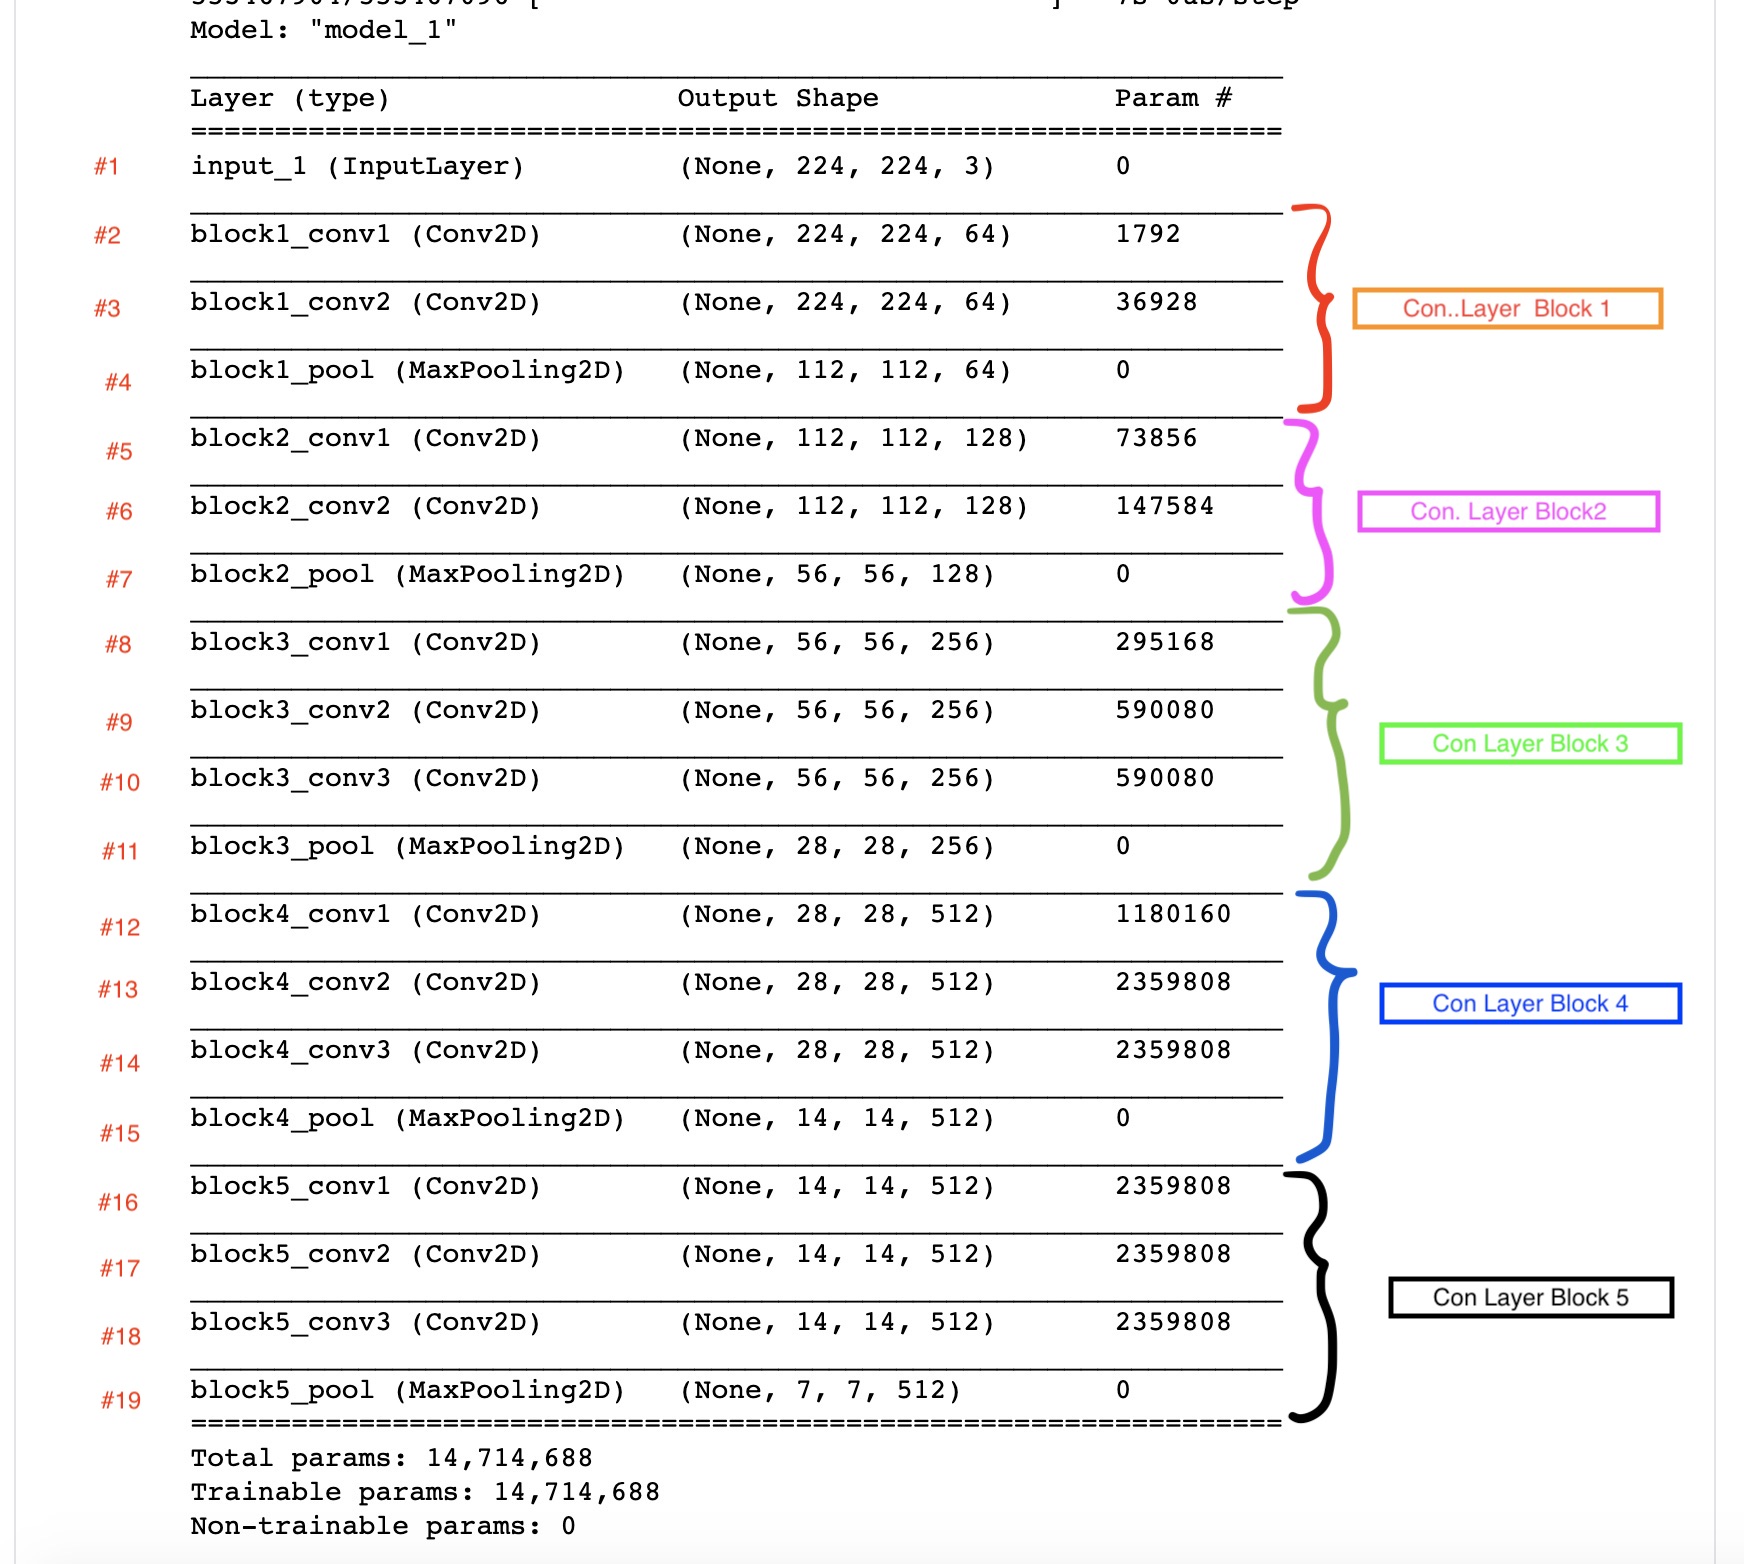 Model: "model_1"
Layer (type) Output Shape Param #
#1 input_1 (InputLayer) (None, 224, 224, 3) 0
#2 block1_conv1 (Conv2D) (None, 224, 224, 64) 1792
#3 block1_conv2 (Conv2D) (None, 224, 224, 64) 36928
Con..Layer Block 1
#4 block1_pool (MaxPooling2D) (None, 112, 112, 64) 0
#5 block2_conv1 (Conv2D) (None, 112, 112, 128) 73856
#6 block2_conv2 (Conv2D) (None, 112, 112, 128) 147584
Con. Layer Block2
#7 block2_pool (MaxPooling2D) (None, 56, 56, 128) 0
#8 block3_conv1 (Conv2D) (None, 56, 56, 256) 295168
#9 block3_conv2 (Conv2D) (None, 56, 56, 256) 590080
Con Layer Block 3
#10 block3_conv3 (Conv2D) (None, 56, 56, 256) 590080
#11 block3_pool (MaxPooling2D) (None, 28, 28, 256) 0
#12 block4_conv1 (Conv2D) (None, 28, 28, 512) 1180160
#13 block4_conv2 (Conv2D) (None, 28, 28, 512) 2359808
Con Layer Block 4
#14 block4_conv3 (Conv2D) (None, 28, 28, 512) 2359808
#15 block4_pool (MaxPooling2D) (None, 14, 14, 512) 0
#16 block5_conv1 (Conv2D) (None, 14, 14, 512) 2359808
#17 block5_conv2 (Conv2D) (None, 14, 14, 512) 2359808
Con Layer Block 5
#18 block5_conv3 (Conv2D) (None, 14, 14, 512) 2359808
#19 block5_pool (MaxPooling2D) (None, 7, 7, 512) 0
Total params: 14,714,688
Trainable params: 14,714,688
Non-trainable params: 0